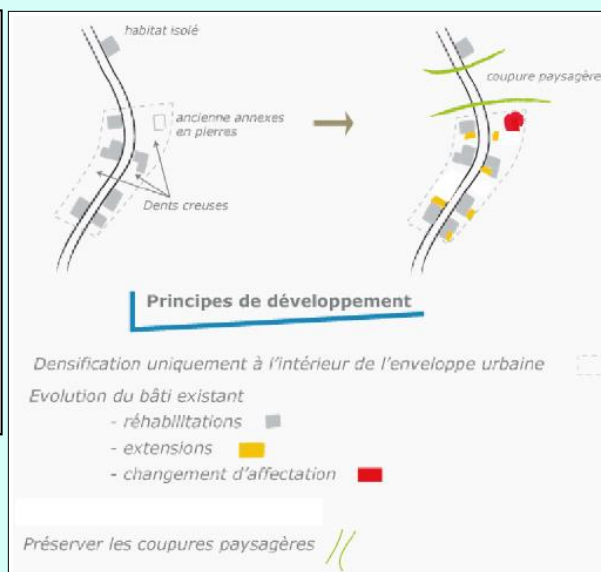 habitat isolé
ancienne annexes
en pierres
Dents creuses
coupure paysagère
Principes de développement
Densification uniquement à l'intérieur de l'enveloppe urbaine
Evolution du bâti existant
- réhabilitations
- extensions
- changement d'affectation
Préserver les coupures paysagères